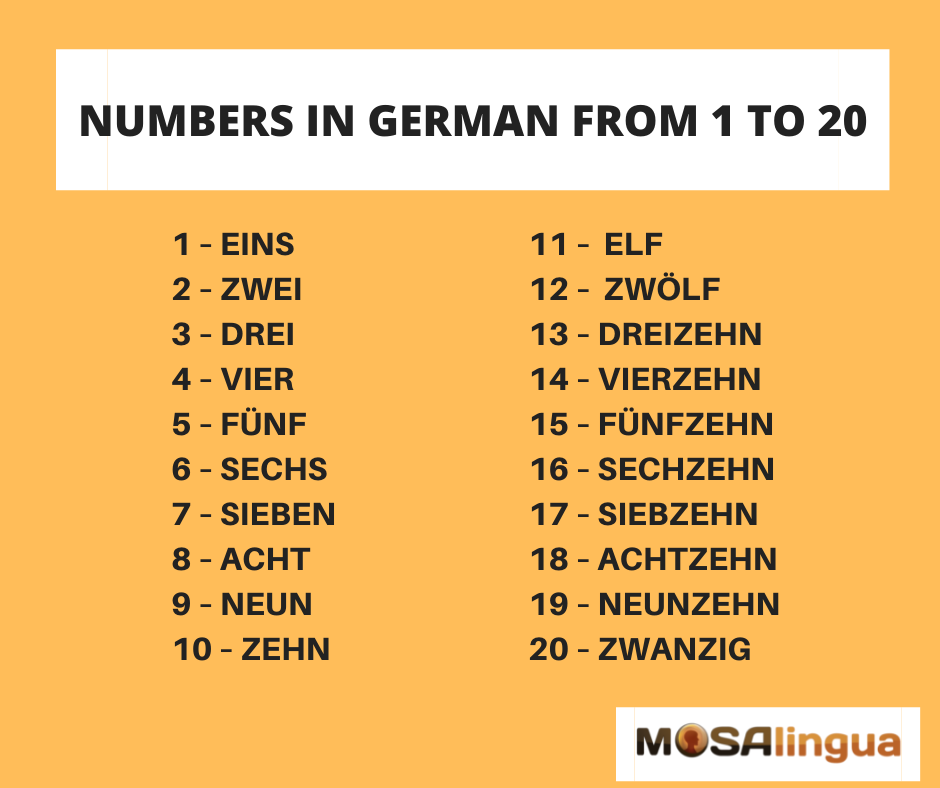 NUMBERS IN GERMAN FROM 1 TO 20
1 – EINS
2 – ZWEI
3 – DREI
4 – VIER
5 – FÜNF
6 – SECHS
7 – SIEBEN
8 – ACHT
9 – NEUN
10 – ZEHN
11 – ELF
12 – ZWÖLF
13 – DREIZEHN
14 – VIERZEHN
15 – FÜNFZEHN
16 – SECHZEHN
17 – SIEBZEHN
18 – ACHTZEHN
19 – NEUNZEHN
20 – ZWANZIG
MOSAlingua